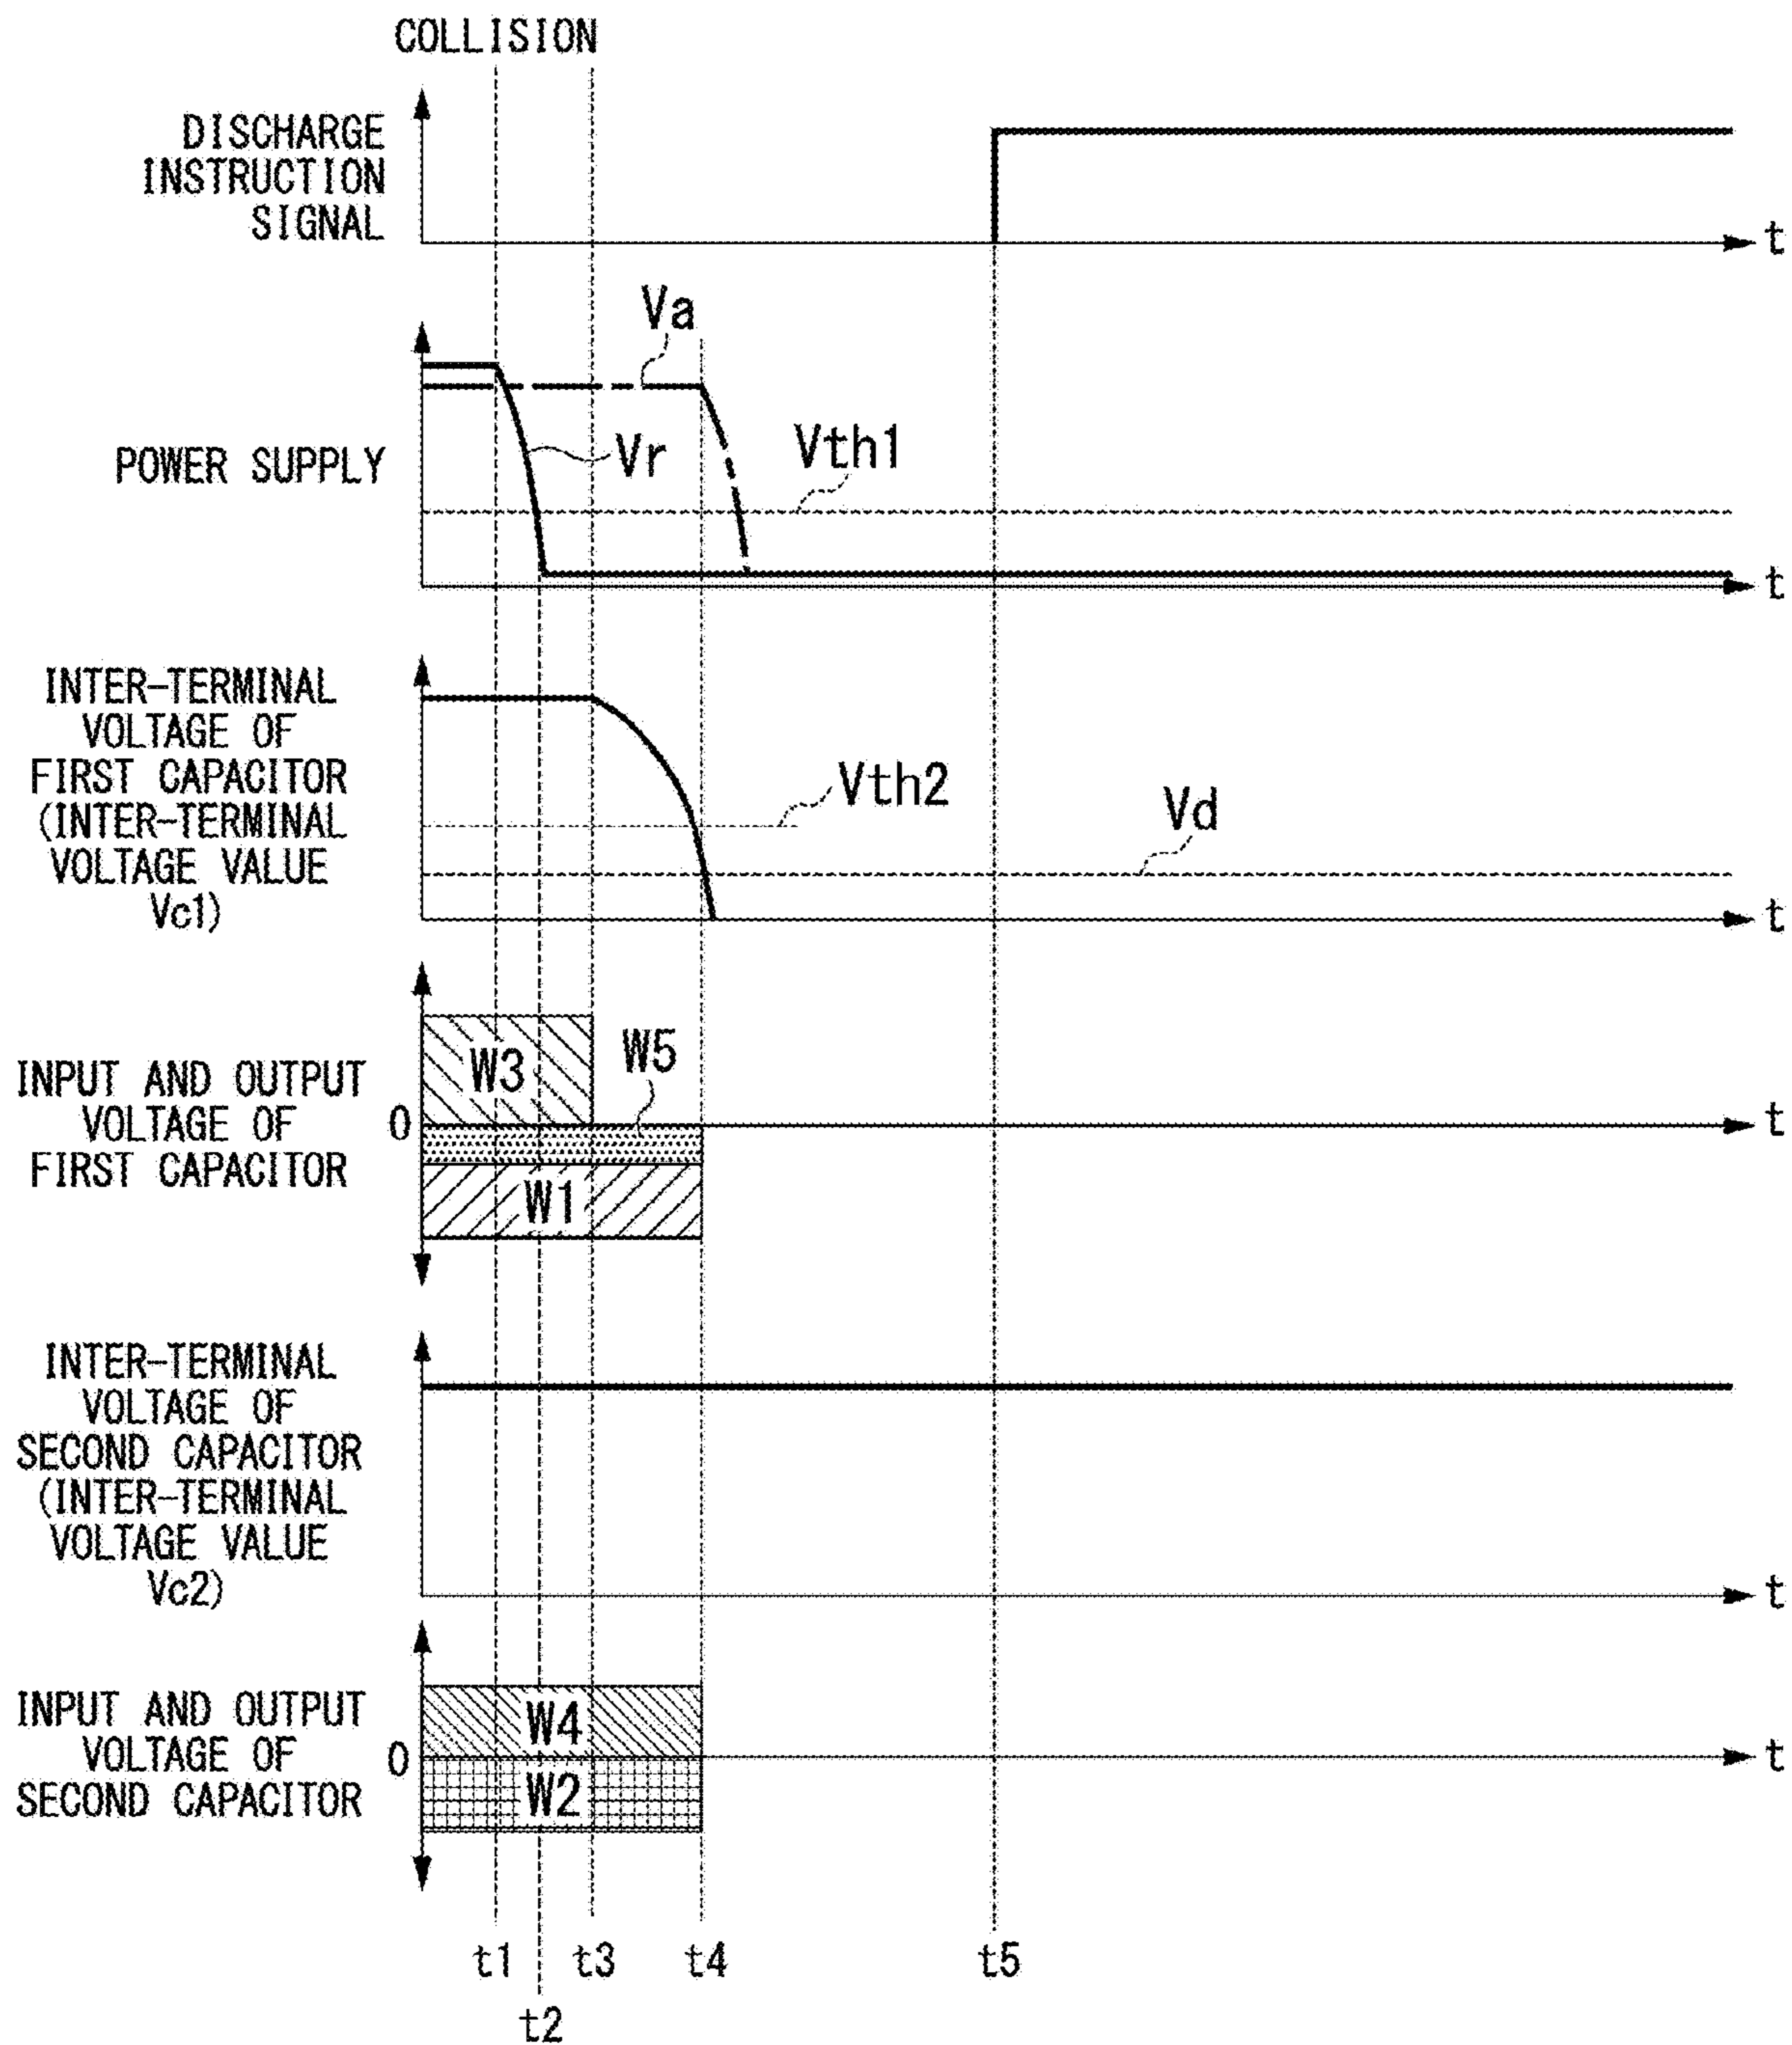 COLLISION
DISCHARGE
INSTRUCTION
SIGNAL
t
Va
POWER SUPPLY
Vr
Vth1
t
INTER-TERMINAL
VOLTAGE OF
FIRST CAPACITOR
(INTER-TERMINAL
VOLTAGE VALUE
Vc1)
Vth2
Vd
t
INPUT AND OUTPUT
VOLTAGE OF
FIRST CAPACITOR
0
W3
W5
W1
t
INTER-TERMINAL
VOLTAGE OF
SECOND CAPACITOR
(INTER-TERMINAL
VOLTAGE VALUE
Vc2)
t
INPUT AND OUTPUT
VOLTAGE OF
SECOND CAPACITOR
0
W4
W2
t
t1
t3
t4
t5
t2